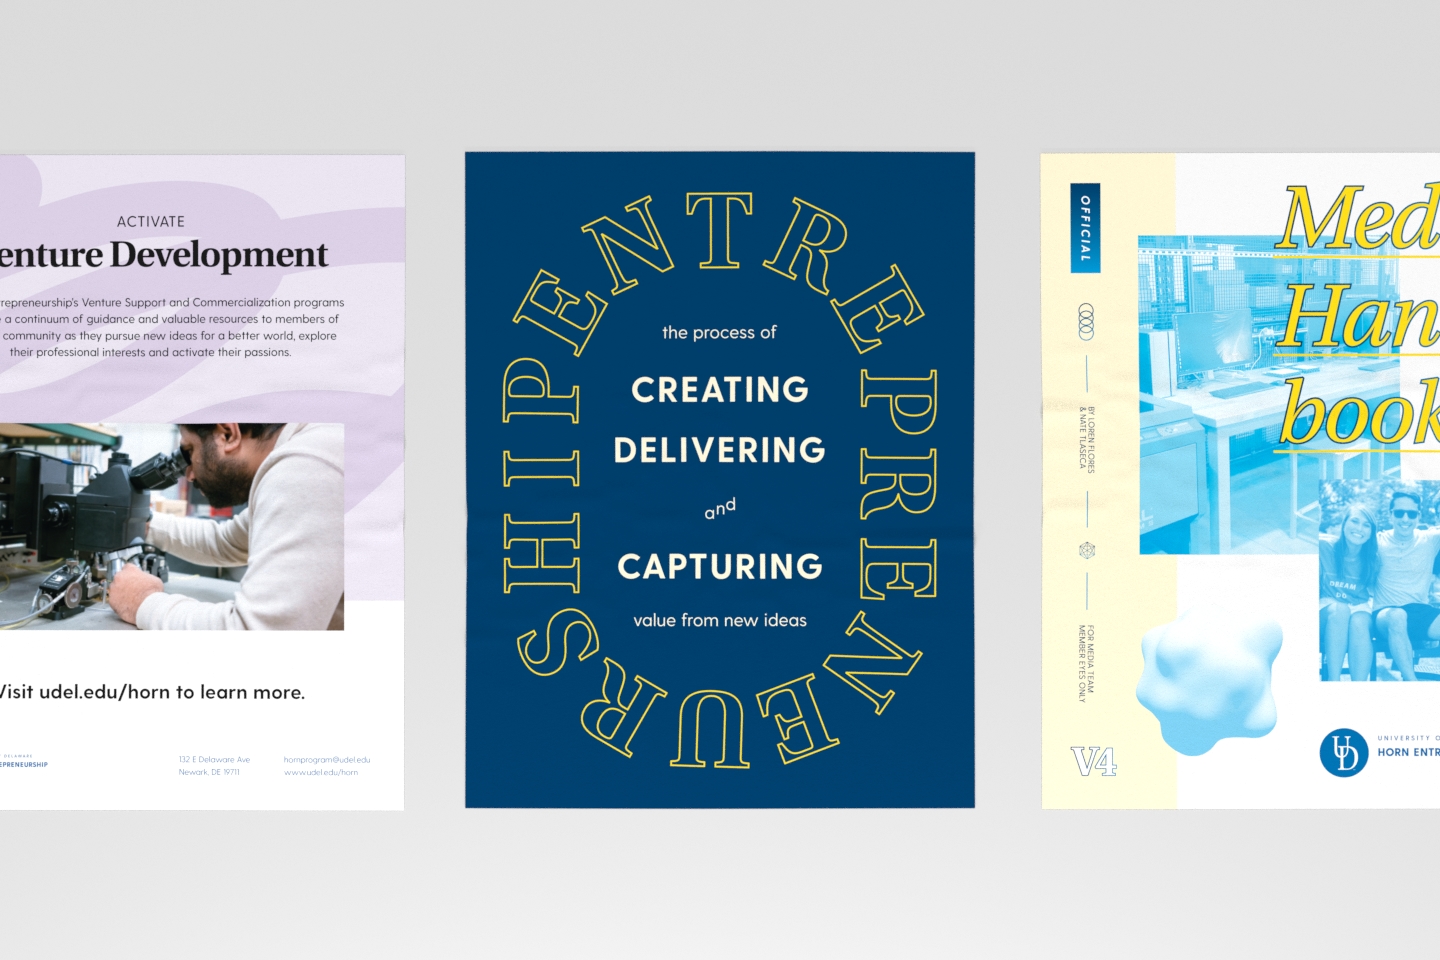 ACTIVATE
enture Development
repreneurship's Venture Support and Commercialization programs
a continuum of guidance and valuable resources to members of
community as they pursue new ideas for a better world, explore
their professional interests and activate their passions.
Visit udel.edu/horn to learn more.
DELAWARE
EPRENEURSHIP
132 E Delaware Ave
Newark, DE 19711
hornprogram@udel.edu
www.udel.edu/horn
ENTREPRENEURSHIP
the process of
CREATING
DELIVERING
and
CAPTURING
value from new ideas
OFFICIAL
BY LOREN FLORES
& NATE TLASECA
FOR MEDIA TEAM
MEMBER EYES ONLY
V4
Med
Han
book
DREAM
DO
UD
UNIVERSITY O
HORN ENTR